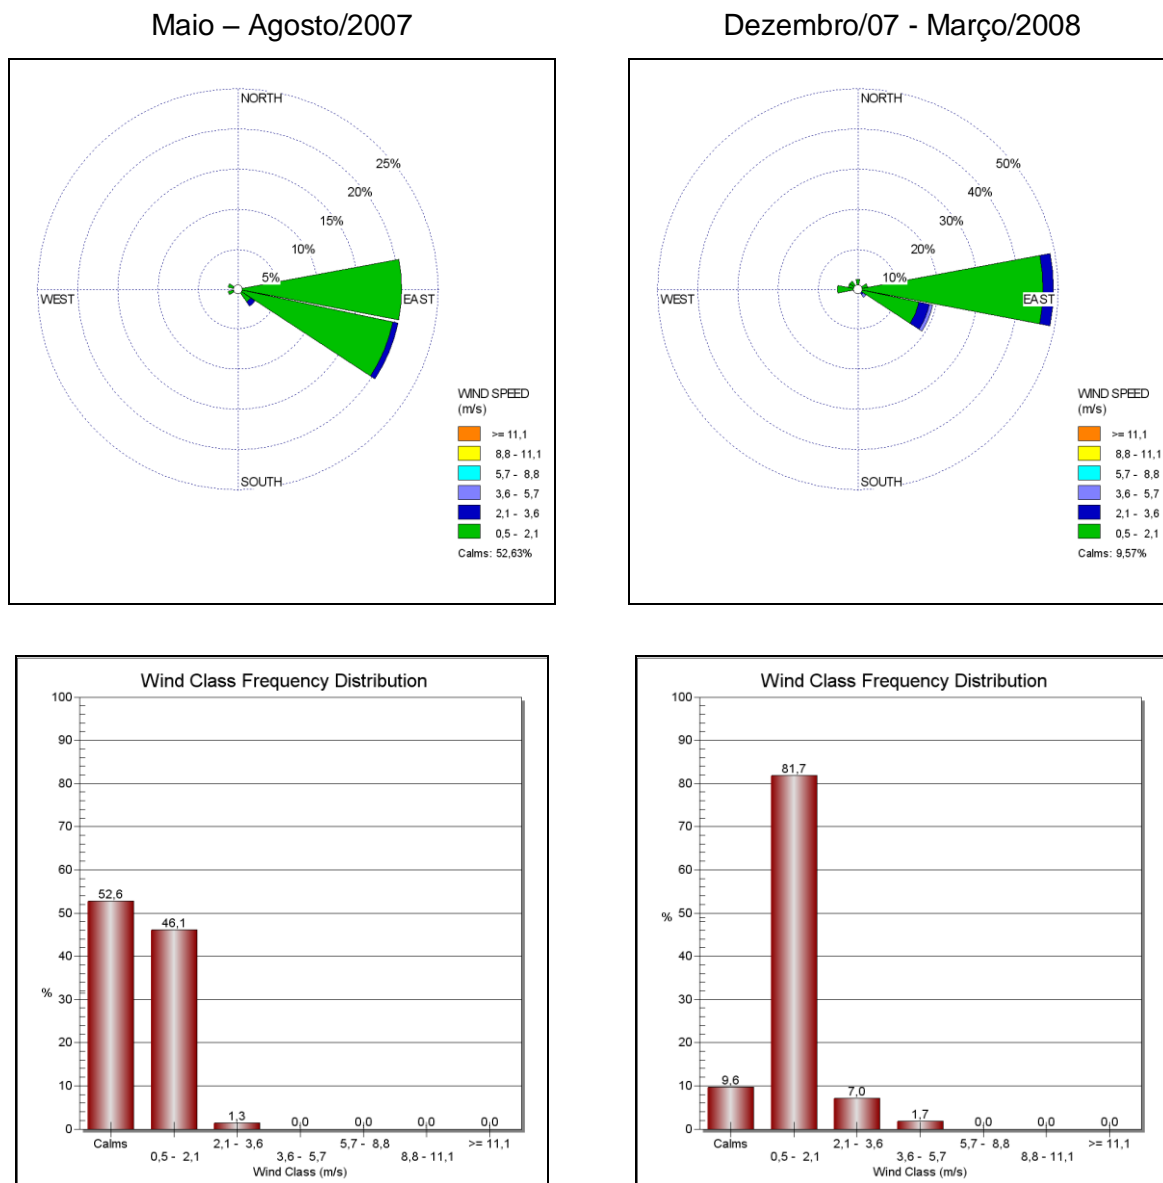 Maio – Agosto/2007
Dezembro/07 - Março/2008
NORTH
25%
20%
15%
10%
5%
WEST
EAST
SOUTH
WIND SPEED
(m/s)
>= 11,1
8,8 - 11,1
5,7 - 8,8
3,6 - 5,7
2,1 - 3,6
0,5 - 2,1
Calms: 52,63%
NORTH
50%
40%
30%
20%
10%
WEST
EAST
SOUTH
WIND SPEED
(m/s)
>= 11,1
8,8 - 11,1
5,7 - 8,8
3,6 - 5,7
2,1 - 3,6
0,5 - 2,1
Calms: 9,57%
Wind Class Frequency Distribution
100
90
80
70
60
50
40
30
20
10
0
%
52,6
46,1
1,3
0,0
0,0
0,0
0,0
Calms
0,5 - 2,1
2,1 - 3,6
3,6 - 5,7
5,7 - 8,8
8,8 - 11,1
>= 11,1
Wind Class (m/s)
Wind Class Frequency Distribution
100
90
80
70
60
50
40
30
20
10
0
%
9,6
81,7
7,0
1,7
0,0
0,0
0,0
Calms
0,5 - 2,1
2,1 - 3,6
3,6 - 5,7
5,7 - 8,8
8,8 - 11,1
>= 11,1
Wind Class (m/s)